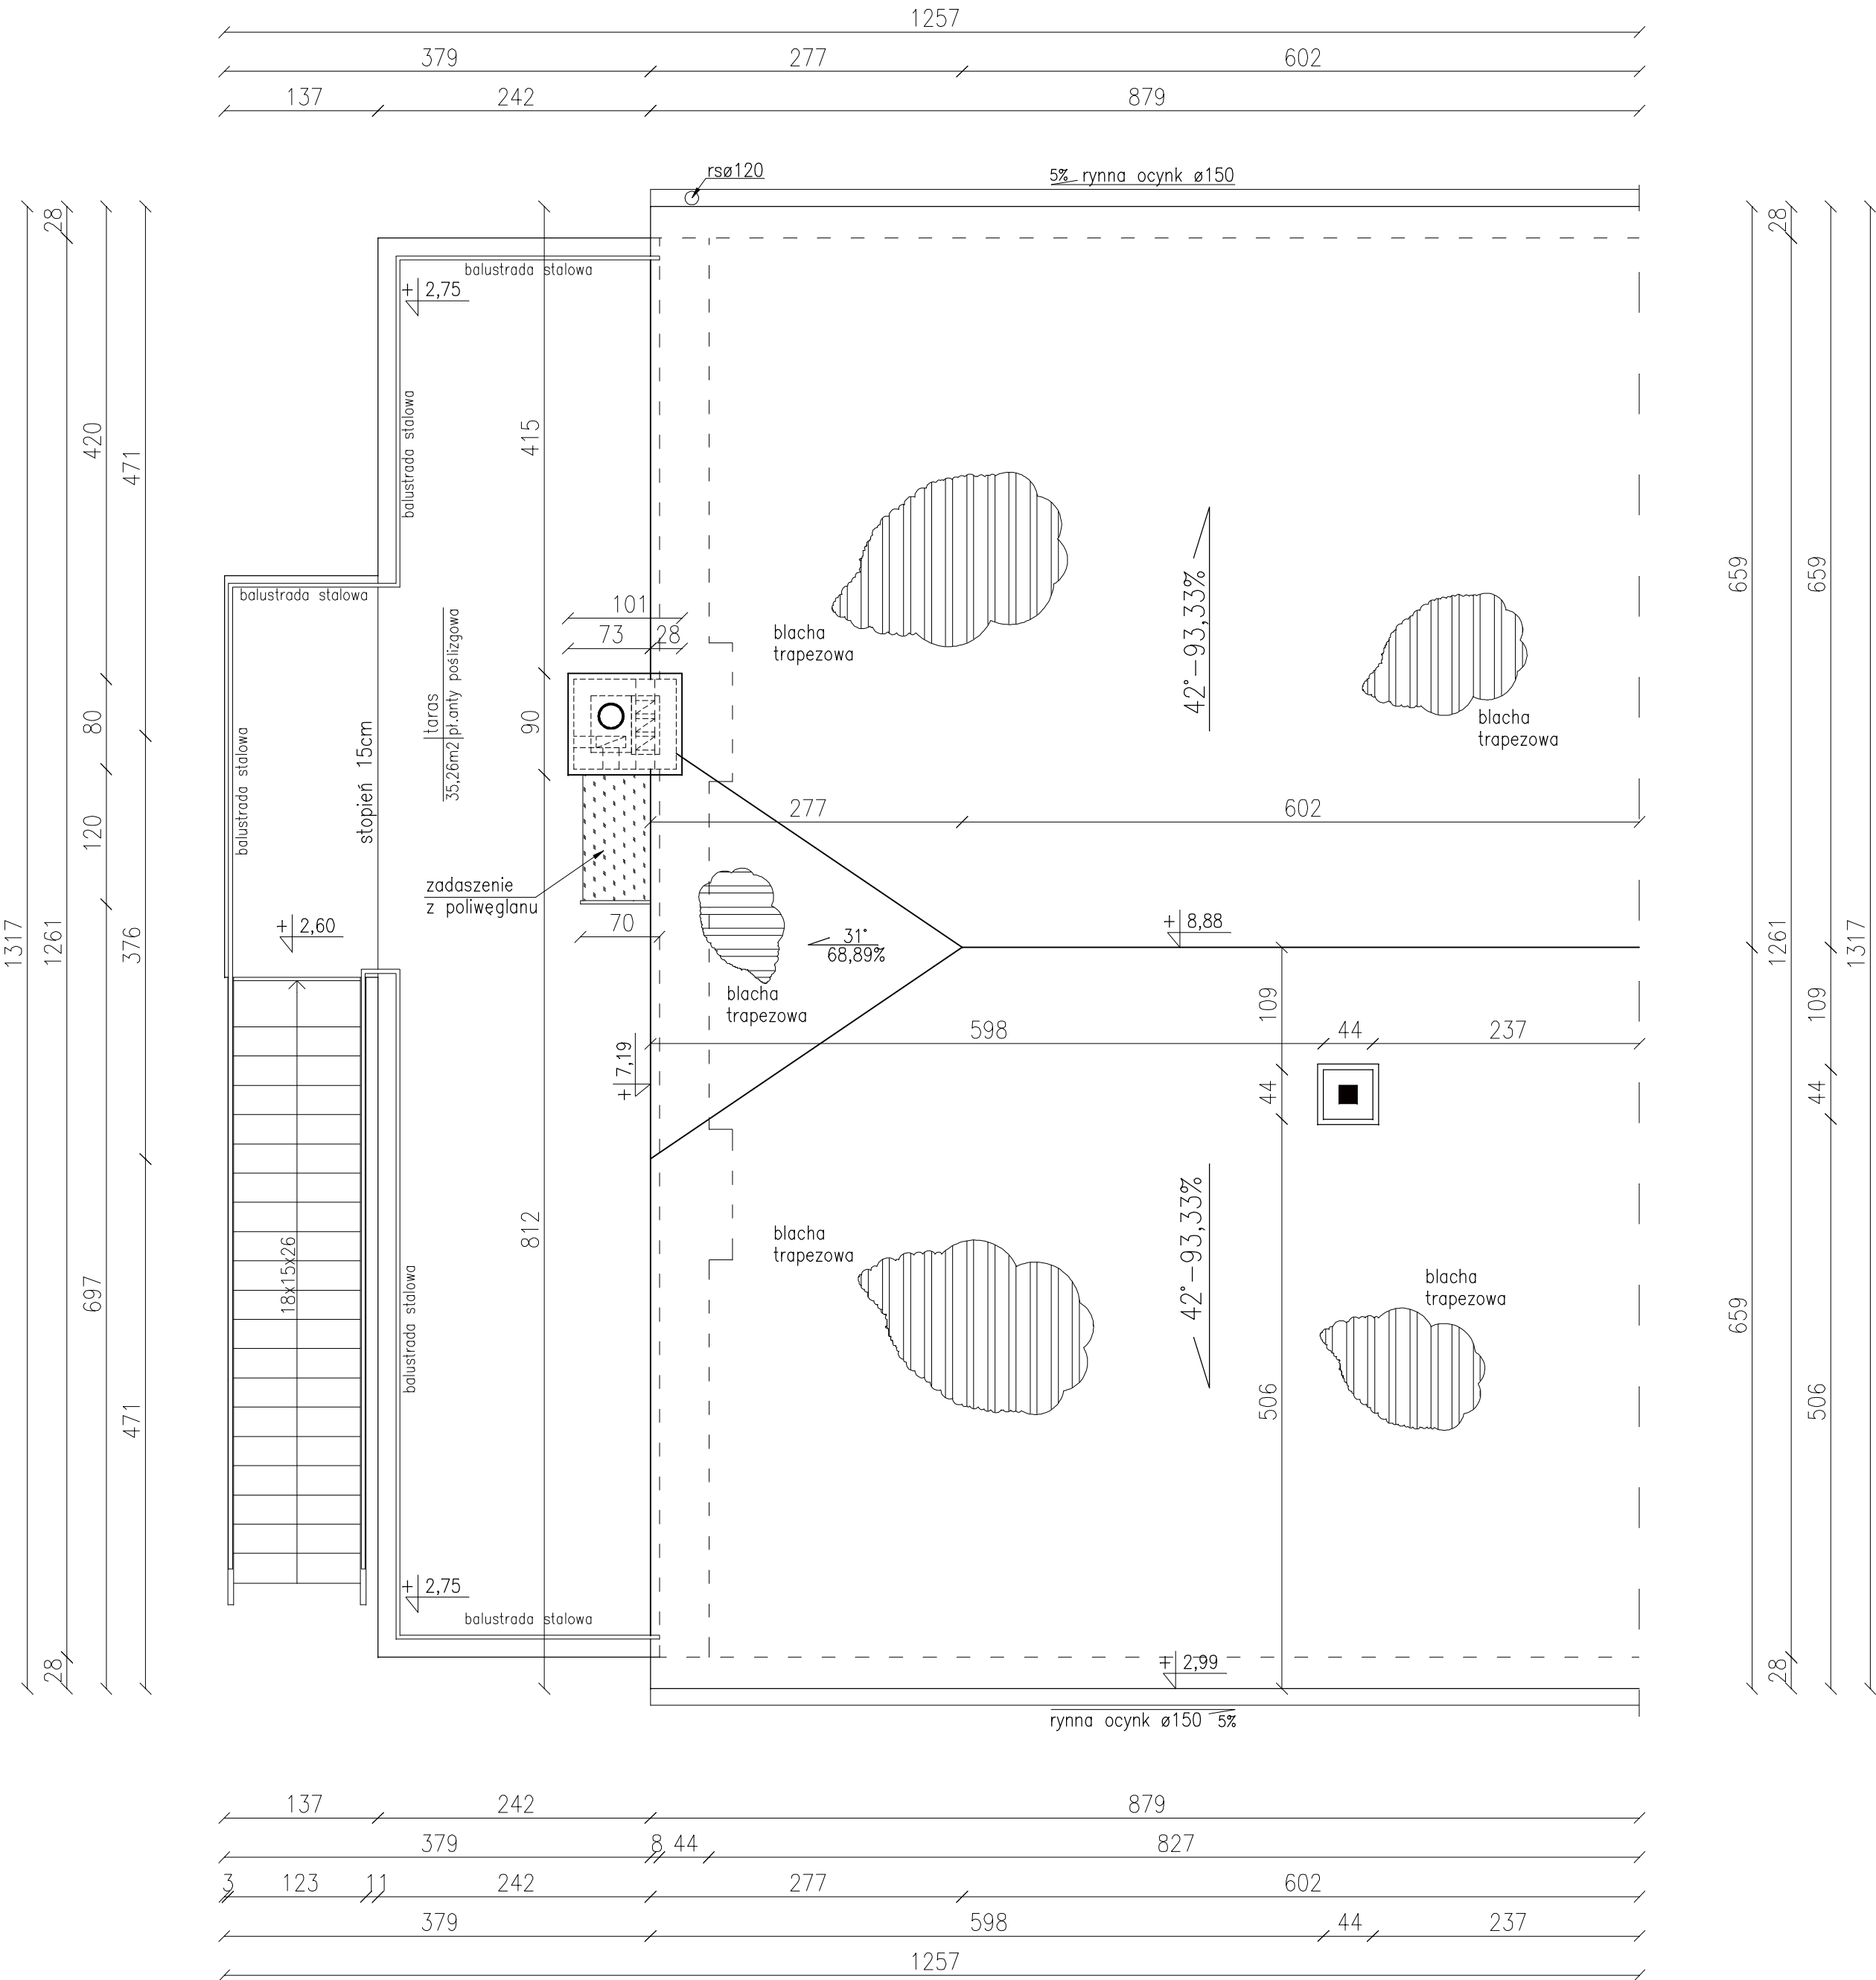 1257
379 277 602
137 242 879
rsø120
5% rynna ocynk ø150
28
28
balustrada stalowa
+ 2,75
balustrada stalowa
420
471
415
659
659
42°-93,33%
balustrada stalowa
101
73 28
blacha
trapezowa
blacha
trapezowa
taras
35,26m2 pł.anty poślizgowa
80
90
stopień 15cm
balustrada stalowa
120
277 602
zadaszenie
z poliwęglanu
70
+ 2,60
1317
1261
376
31°
68,89%
+ 8,88
1261
1317
blacha
trapezowa
109
109
598 44 237
+ 7,19
44
44
812
697
18x15x26
balustrada stalowa
blacha
trapezowa
42°-93,33%
blacha
trapezowa
659
471
506
506
+ 2,75
balustrada stalowa
28
+ 2,99
28
rynna ocynk ø150 5%
137 242 879
379 8 44 827
3 123 11 242 277 602
379 598 44 237
1257